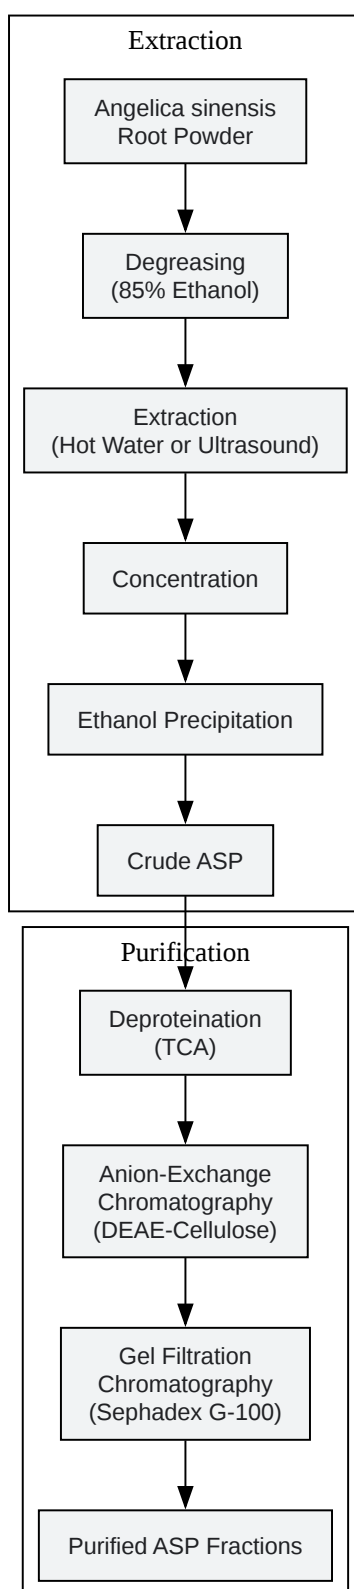 Extraction
Angelica sinensis
Root Powder
Degreasing
(85% Ethanol)
Extraction
(Hot Water or Ultrasound)
Concentration
Ethanol Precipitation
Crude ASP
Purification
Deproteination
(TCA)
Anion-Exchange
Chromatography
(DEAE-Cellulose)
Gel Filtration
Chromatography
(Sephadex G-100)
Purified ASP Fractions